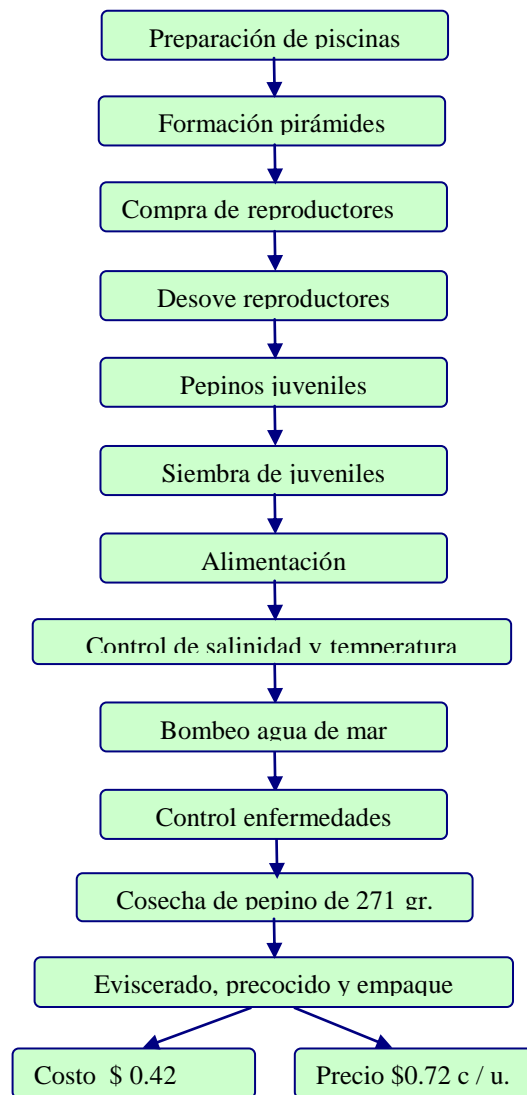 Preparación de piscinas
Formación pirámides
Compra de reproductores
Desove reproductores
Pepinos juveniles
Siembra de juveniles
Alimentación
Control de salinidad y temperatura
Bombeo agua de mar
Control enfermedades
Cosecha de pepino de 271 gr.
Eviscerado, precocido y empaque
Costo $ 0.42
Precio $0.72 c / u.